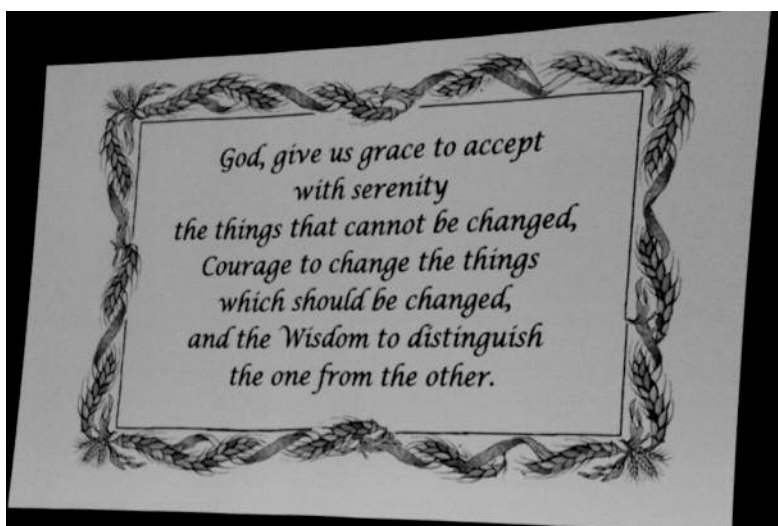 God, give us grace to accept
with serenity
the things that cannot be changed,
Courage to change the things
which should be changed,
and the Wisdom to distinguish
the one from the other.